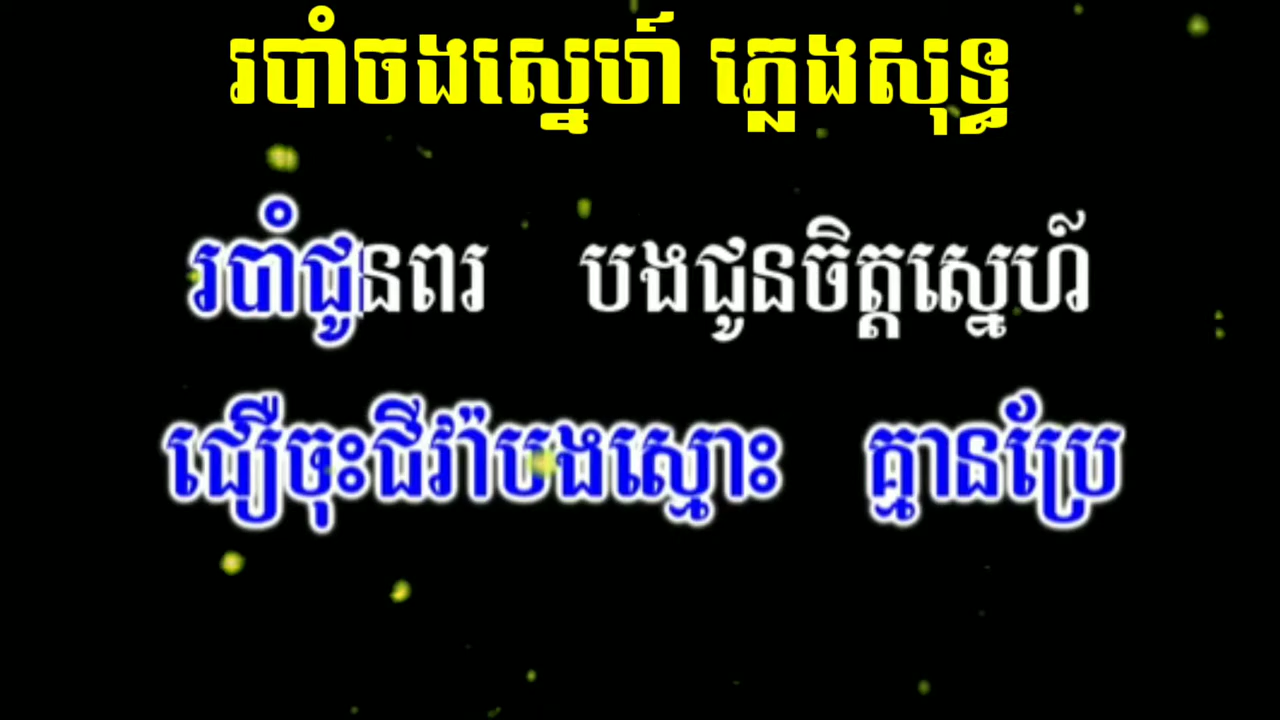 របាំចងស្នេហ៍ ភ្លេងសុទ្ធ
របាំជូនពរ បងជូនចិត្តស្នេហ៍
ជឿចុះជីវ៉ាបងស្មោះ គ្មានប្រែ